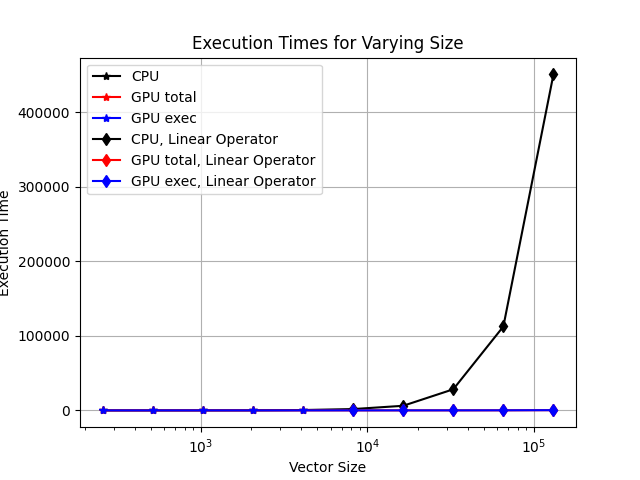 Execution Times for Varying Size
CPU
GPU total
GPU exec
CPU, Linear Operator
GPU total, Linear Operator
GPU exec, Linear Operator
400000
300000
200000
100000
0
Execution Time
10³
10⁴
10⁵
Vector Size